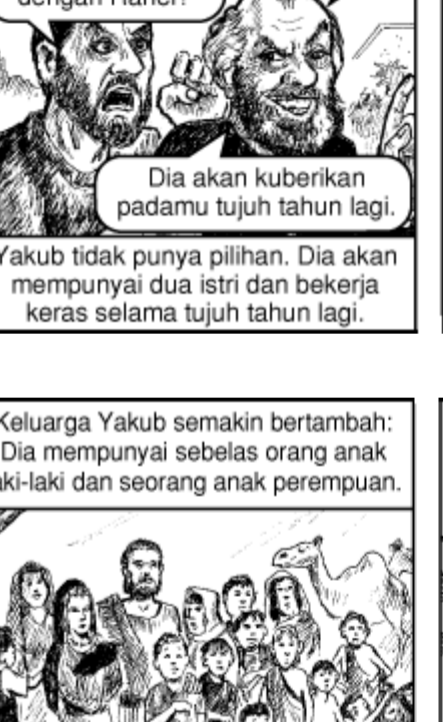 dengan Rahel?
Dia akan kuberikan
padamu tujuh tahun lagi.
Yakub tidak punya pilihan. Dia akan
mempunyai dua istri dan bekerja
keras selama tujuh tahun lagi.
Keluarga Yakub semakin bertambah:
Dia mempunyai sebelas orang anak
laki-laki dan seorang anak perempuan.